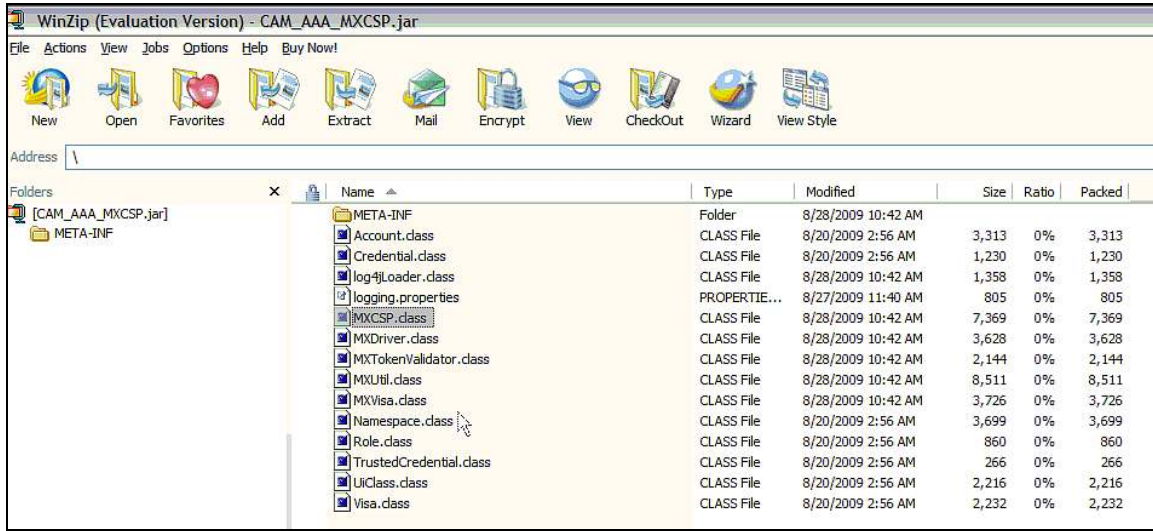 WinZip (Evaluation Version) - CAM_AAA_MXCSP.jar
File Actions View Jobs Options Help Buy Now!
New Open Favorites Add Extract Mail Encrypt View CheckOut Wizard View Style
Address \
Folders x Name Type Modified Size Ratio Packed
[CAM_AAA_MXCSP.jar]
META-INF
META-INF Folder 8/28/2009 10:42 AM
Account.class CLASS File 8/20/2009 2:56 AM 3,313 0% 3,313
Credential.class CLASS File 8/20/2009 2:56 AM 1,230 0% 1,230
log4jLoader.class CLASS File 8/28/2009 10:42 AM 1,358 0% 1,358
logging.properties PROPERTIE... 8/27/2009 11:40 AM 805 0% 805
MXCSP.class CLASS File 8/28/2009 10:42 AM 7,369 0% 7,369
MXDriver.class CLASS File 8/28/2009 10:42 AM 3,628 0% 3,628
MXTokenValidator.class CLASS File 8/28/2009 10:42 AM 2,144 0% 2,144
MXUtil.class CLASS File 8/28/2009 10:42 AM 8,511 0% 8,511
MXVisa.class CLASS File 8/28/2009 10:42 AM 3,726 0% 3,726
Namespace.class CLASS File 8/20/2009 2:56 AM 3,699 0% 3,699
Role.class CLASS File 8/20/2009 2:56 AM 860 0% 860
TrustedCredential.class CLASS File 8/20/2009 2:56 AM 266 0% 266
UiClass.class CLASS File 8/20/2009 2:56 AM 2,216 0% 2,216
Visa.class CLASS File 8/20/2009 2:56 AM 2,232 0% 2,232